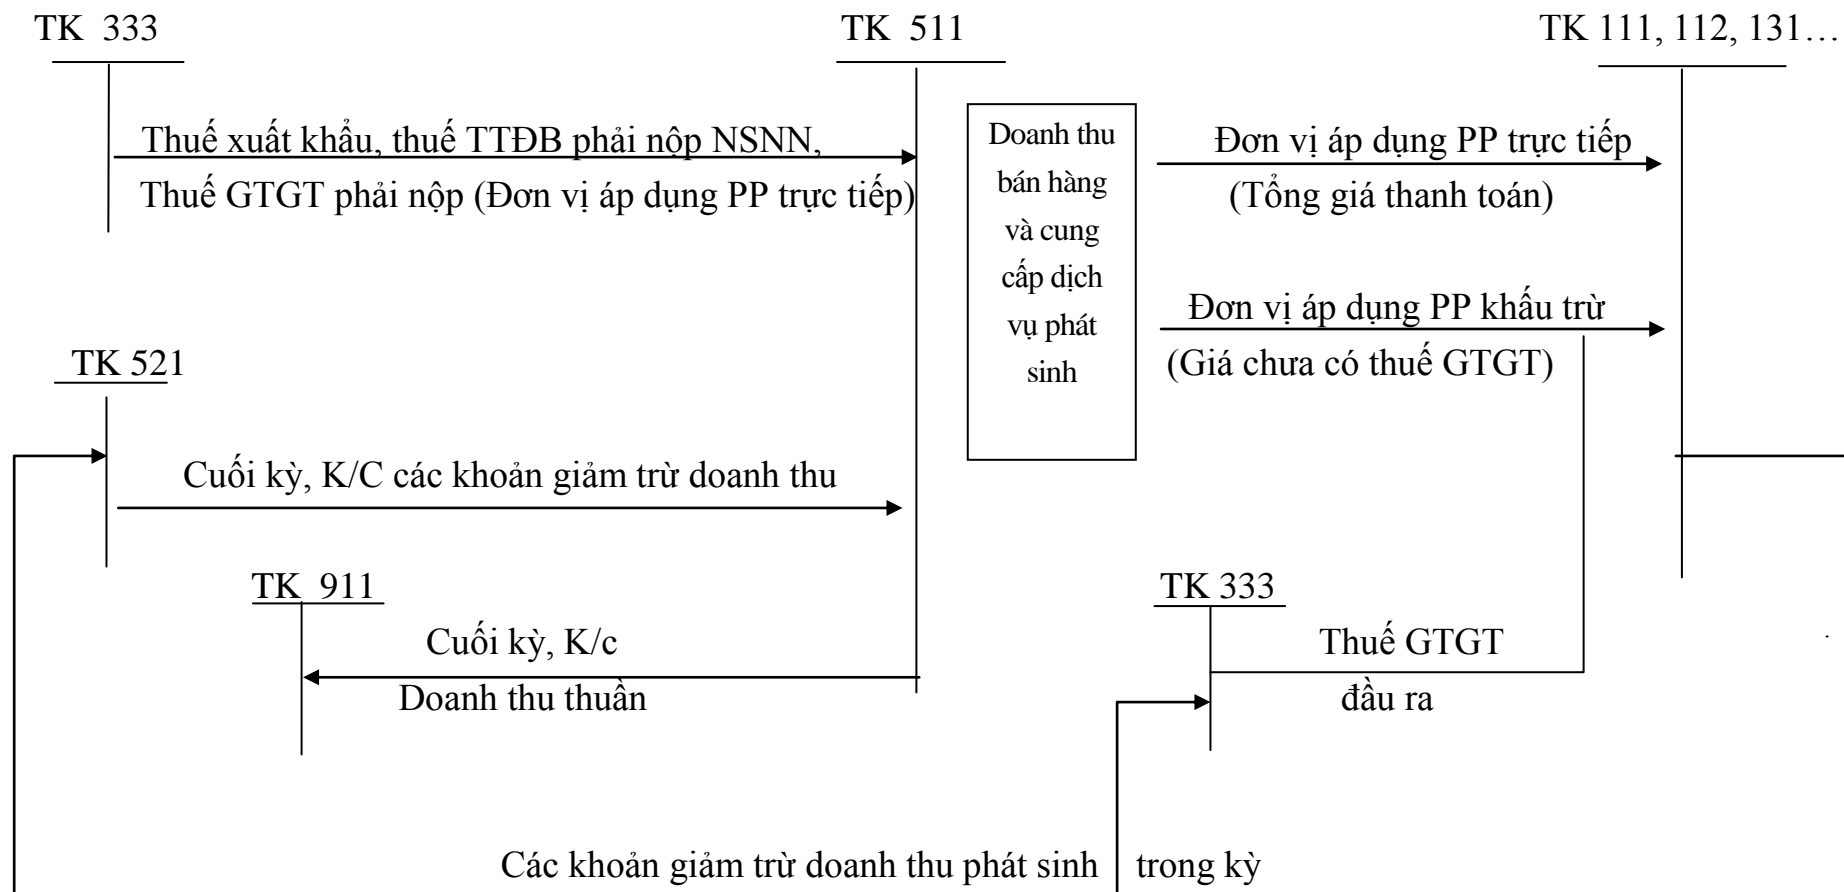 TK 333
TK 511
TK 111, 112, 131…
Thuế xuất khẩu, thuế TTĐB phải nộp NSNN,
Thuế GTGT phải nộp (Đơn vị áp dụng PP trực tiếp)
Doanh thu
bán hàng
và cung
cấp dịch
vụ phát
sinh
Đơn vị áp dụng PP trực tiếp
(Tổng giá thanh toán)
Đơn vị áp dụng PP khấu trừ
(Giá chưa có thuế GTGT)
TK 521
Cuối kỳ, K/C các khoản giảm trừ doanh thu
TK 911
Cuối kỳ, K/c
Doanh thu thuần
TK 333
Thuế GTGT
đầu ra
Các khoản giảm trừ doanh thu phát sinh trong kỳ